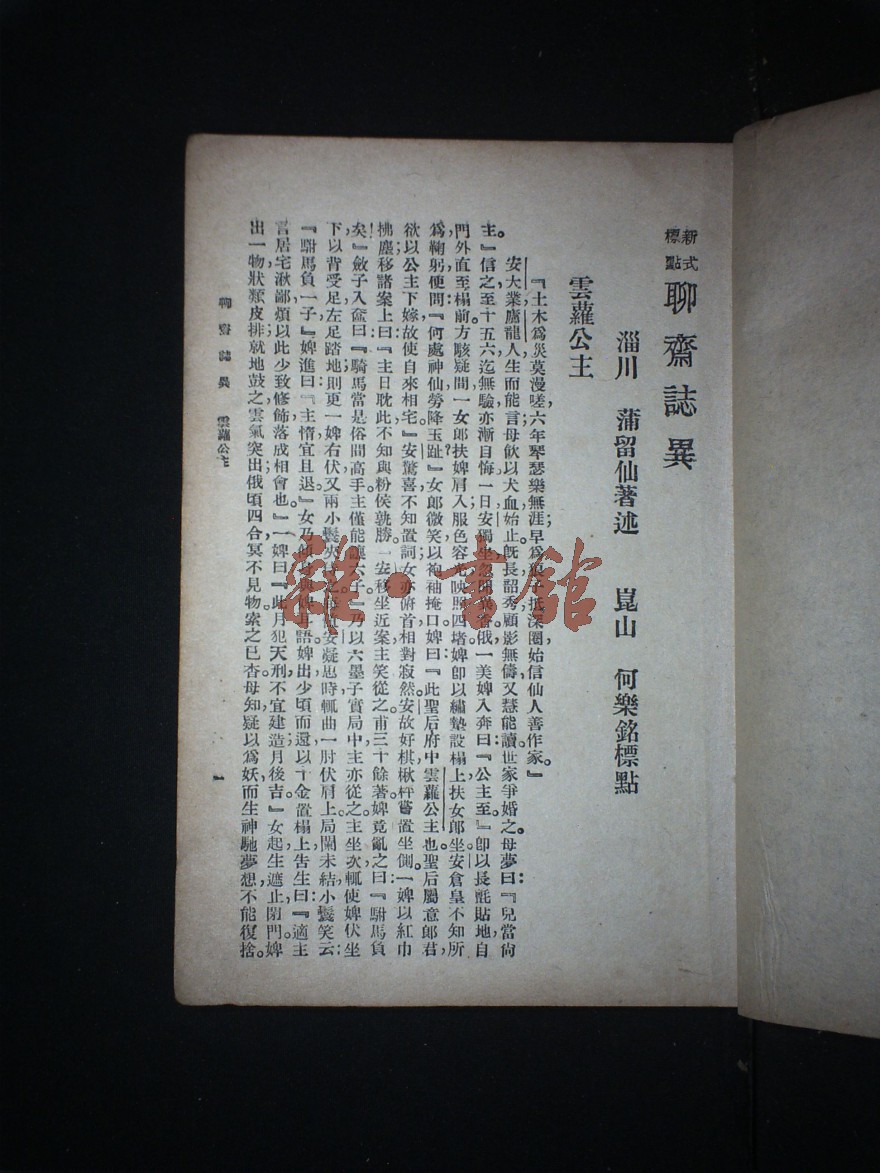 新式標點
聊齋誌異
淄川 蒲留仙著述 崑山 何樂銘標點
雲蘿公主
『土木爲災莫漫嗟，六年琴瑟樂無涯；早爲狼子抵深圈，始信仙人善作家。』
安大業，盧龍人，生而能言，母飲以犬血始止。旣長，韶秀，顧影無儔；又慧能讀，世家爭婚之。母夢曰：『兒當尙
主。』信之。至十五六，迄無驗，亦漸自悔。一日，安獨坐，忽聞異香。俄一美婢入奔曰：『公主至。』卽以長氈貼地，自
門外直至榻前。方駭疑間，一女郎扶婢肩入，服色容光，映照四堵。婢卽以繡墊設榻上，扶女郎坐。安倉皇不知所
爲，鞠躬便問：『何處神仙，勞降玉趾？』女郎微笑，以袍袖掩口。婢曰：『此聖后府中雲蘿公主也。聖后屬意郎君，
欲以公主下嫁，故使自來相宅。』安驚喜，不知置詞；女亦俯首，相對寂然。安故好棋，楸枰嘗置坐側。一婢以紅巾
拂塵，移諸案上，曰：『主日耽此，不知與粉侯孰勝？』安移坐近案，主笑從之。甫三十餘著，婢竟亂之，曰：『駙馬負
矣！』斂子入奩，曰：『騎馬當是俗間高手，主僅能讓六子。』乃以六墨子實局中，主亦從之。主坐次，輒使婢伏坐
下，以背受足；左足踏地，則更一婢右伏。又兩小鬟夾侍之，每値安凝思時，輒曲一肘伏肩上。局闌未結，小鬟笑云：
『駙馬負一子。』婢進曰：『主惰，宜且退。』女乃傾身與婢耳語。婢出，少頃而還，以千金置榻上，吿生曰：『適主
言居宅湫鄙，煩以此少致修飾，落成相會也。』一婢曰：『此月犯天刑，不宜建造；月後吉。』女起；生遮止，閉門。婢
出一物，狀類皮排，就地鼓之；雲氣突出，俄頃四合，冥不見物，索之已杳。母知，疑以爲妖。而生神馳夢想，不能復捨。
聊齋誌異 雲蘿公主
一
雜·書館